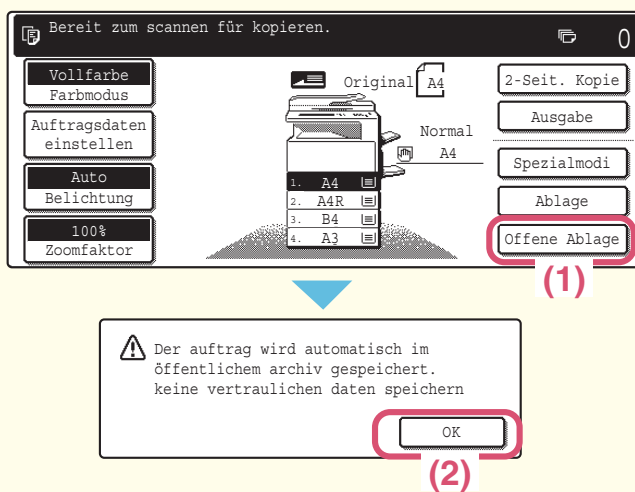 Bereit zum scannen für kopieren.
0
Vollfarbe
Farbmodus
Auftragsdaten
einstellen
Auto
Belichtung
100%
Zoomfaktor
Original A4
Normal
A4
1. A4
2. A4R
3. B4
4. A3
2-Seit. Kopie
Ausgabe
Spezialmodi
Ablage
Offene Ablage
(1)
Der auftrag wird automatisch im
öffentlichem archiv gespeichert.
keine vertraulichen daten speichern
OK
(2)